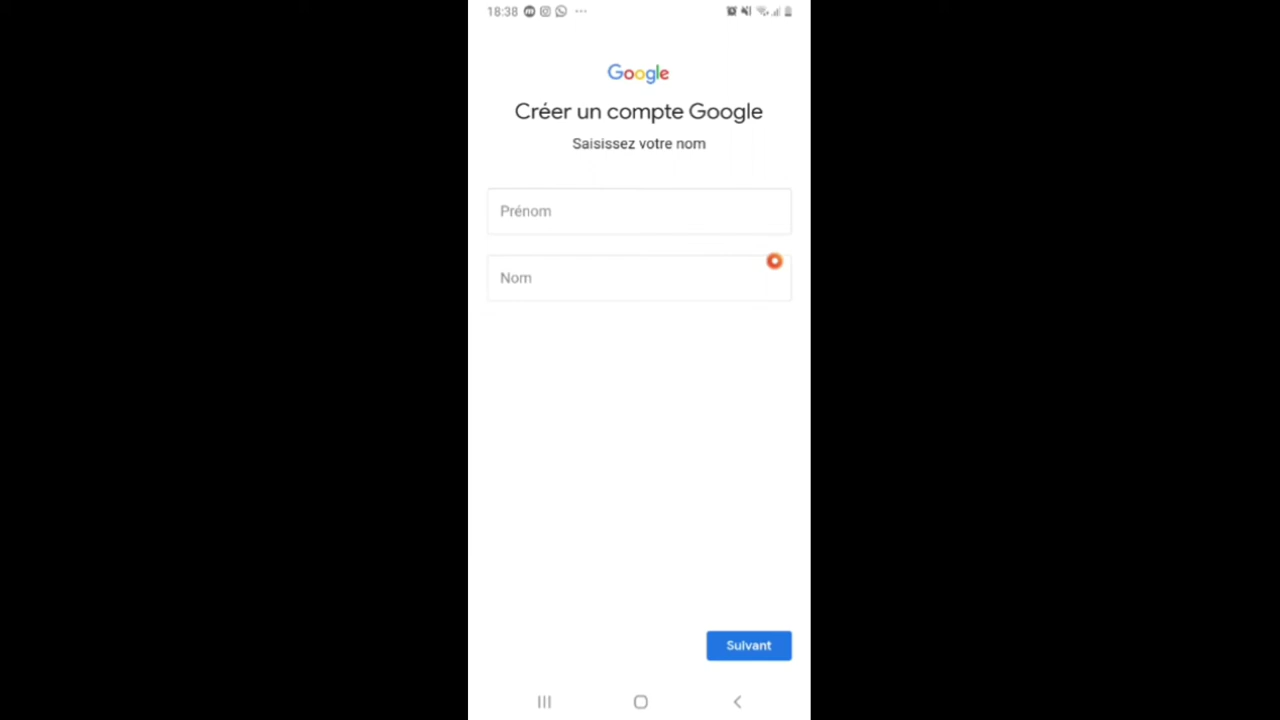 18:38
Google
Créer un compte Google
Saisissez votre nom
Prénom
Nom
Suivant